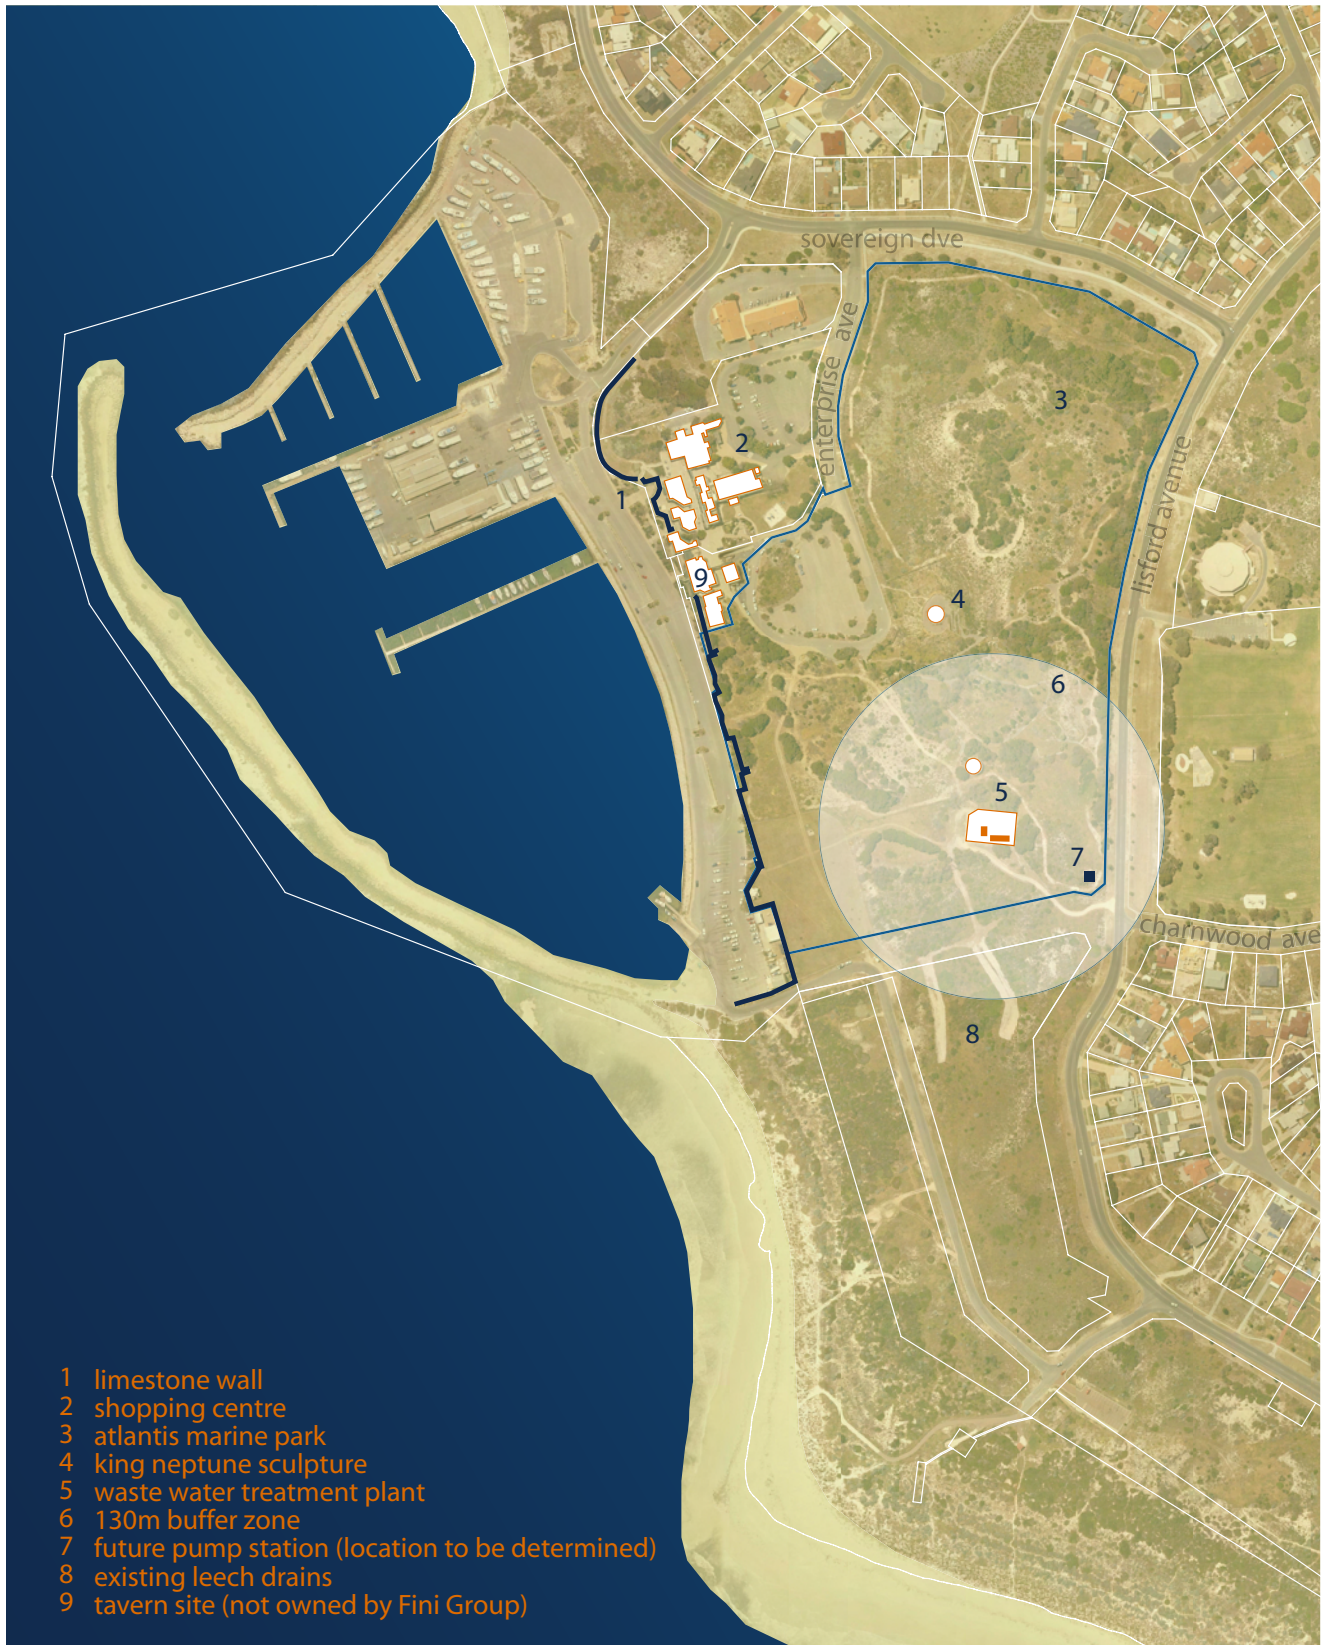 sovereign dve
enterprise ave
lisford avenue
charnwood ave
1
2
3
4
5
6
7
8
9
1 limestone wall
2 shopping centre
3 atlantis marine park
4 king neptune sculpture
5 waste water treatment plant
6 130m buffer zone
7 future pump station (location to be determined)
8 existing leech drains
9 tavern site (not owned by Fini Group)